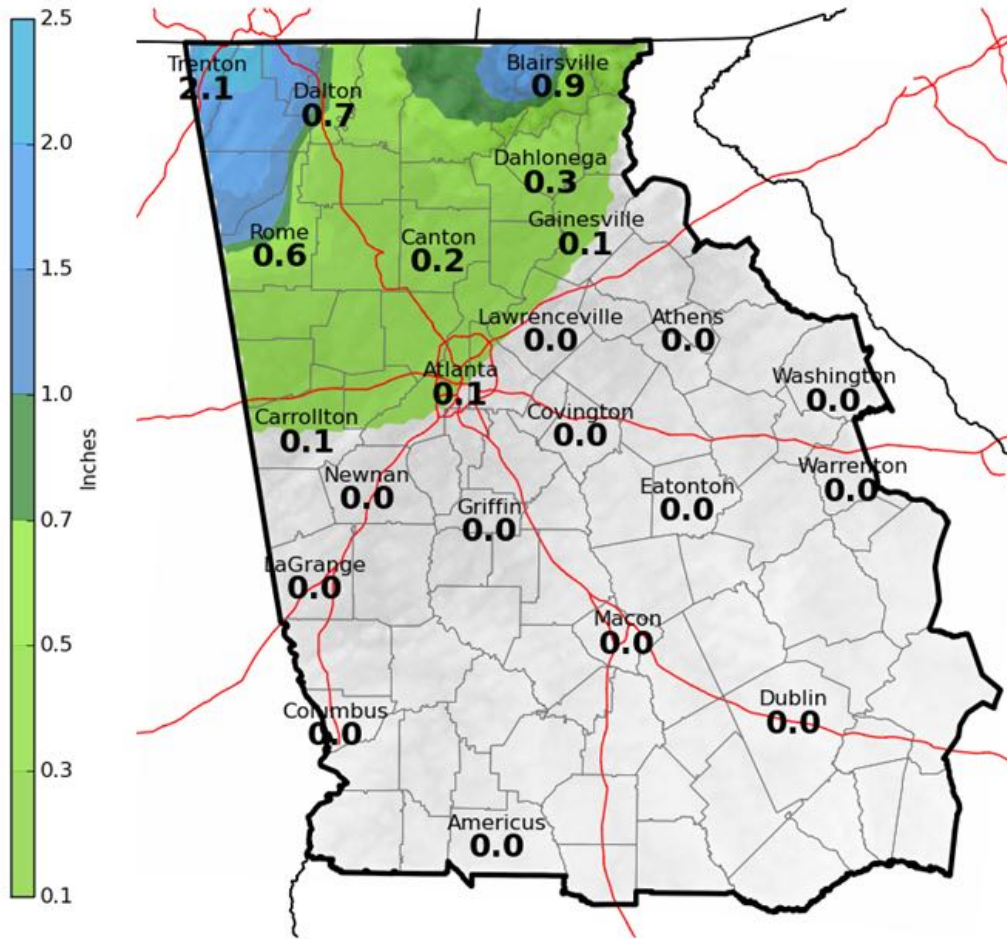 2.5
2.0
1.5
1.0
0.7
0.5
0.3
0.1
Inches
Trenton
2.1
Dalton
0.7
Blairsville
0.9
Dahlonega
0.3
Gainesville
0.1
Rome
0.6
Canton
0.2
Lawrenceville
0.0
Athens
0.0
Atlanta
0.1
Washington
0.0
Carrollton
0.1
Covington
0.0
Newnan
0.0
Griffin
0.0
Eatonton
0.0
Warrenton
0.0
LaGrange
0.0
Macon
0.0
Columbus
0.0
Dublin
0.0
Americus
0.0